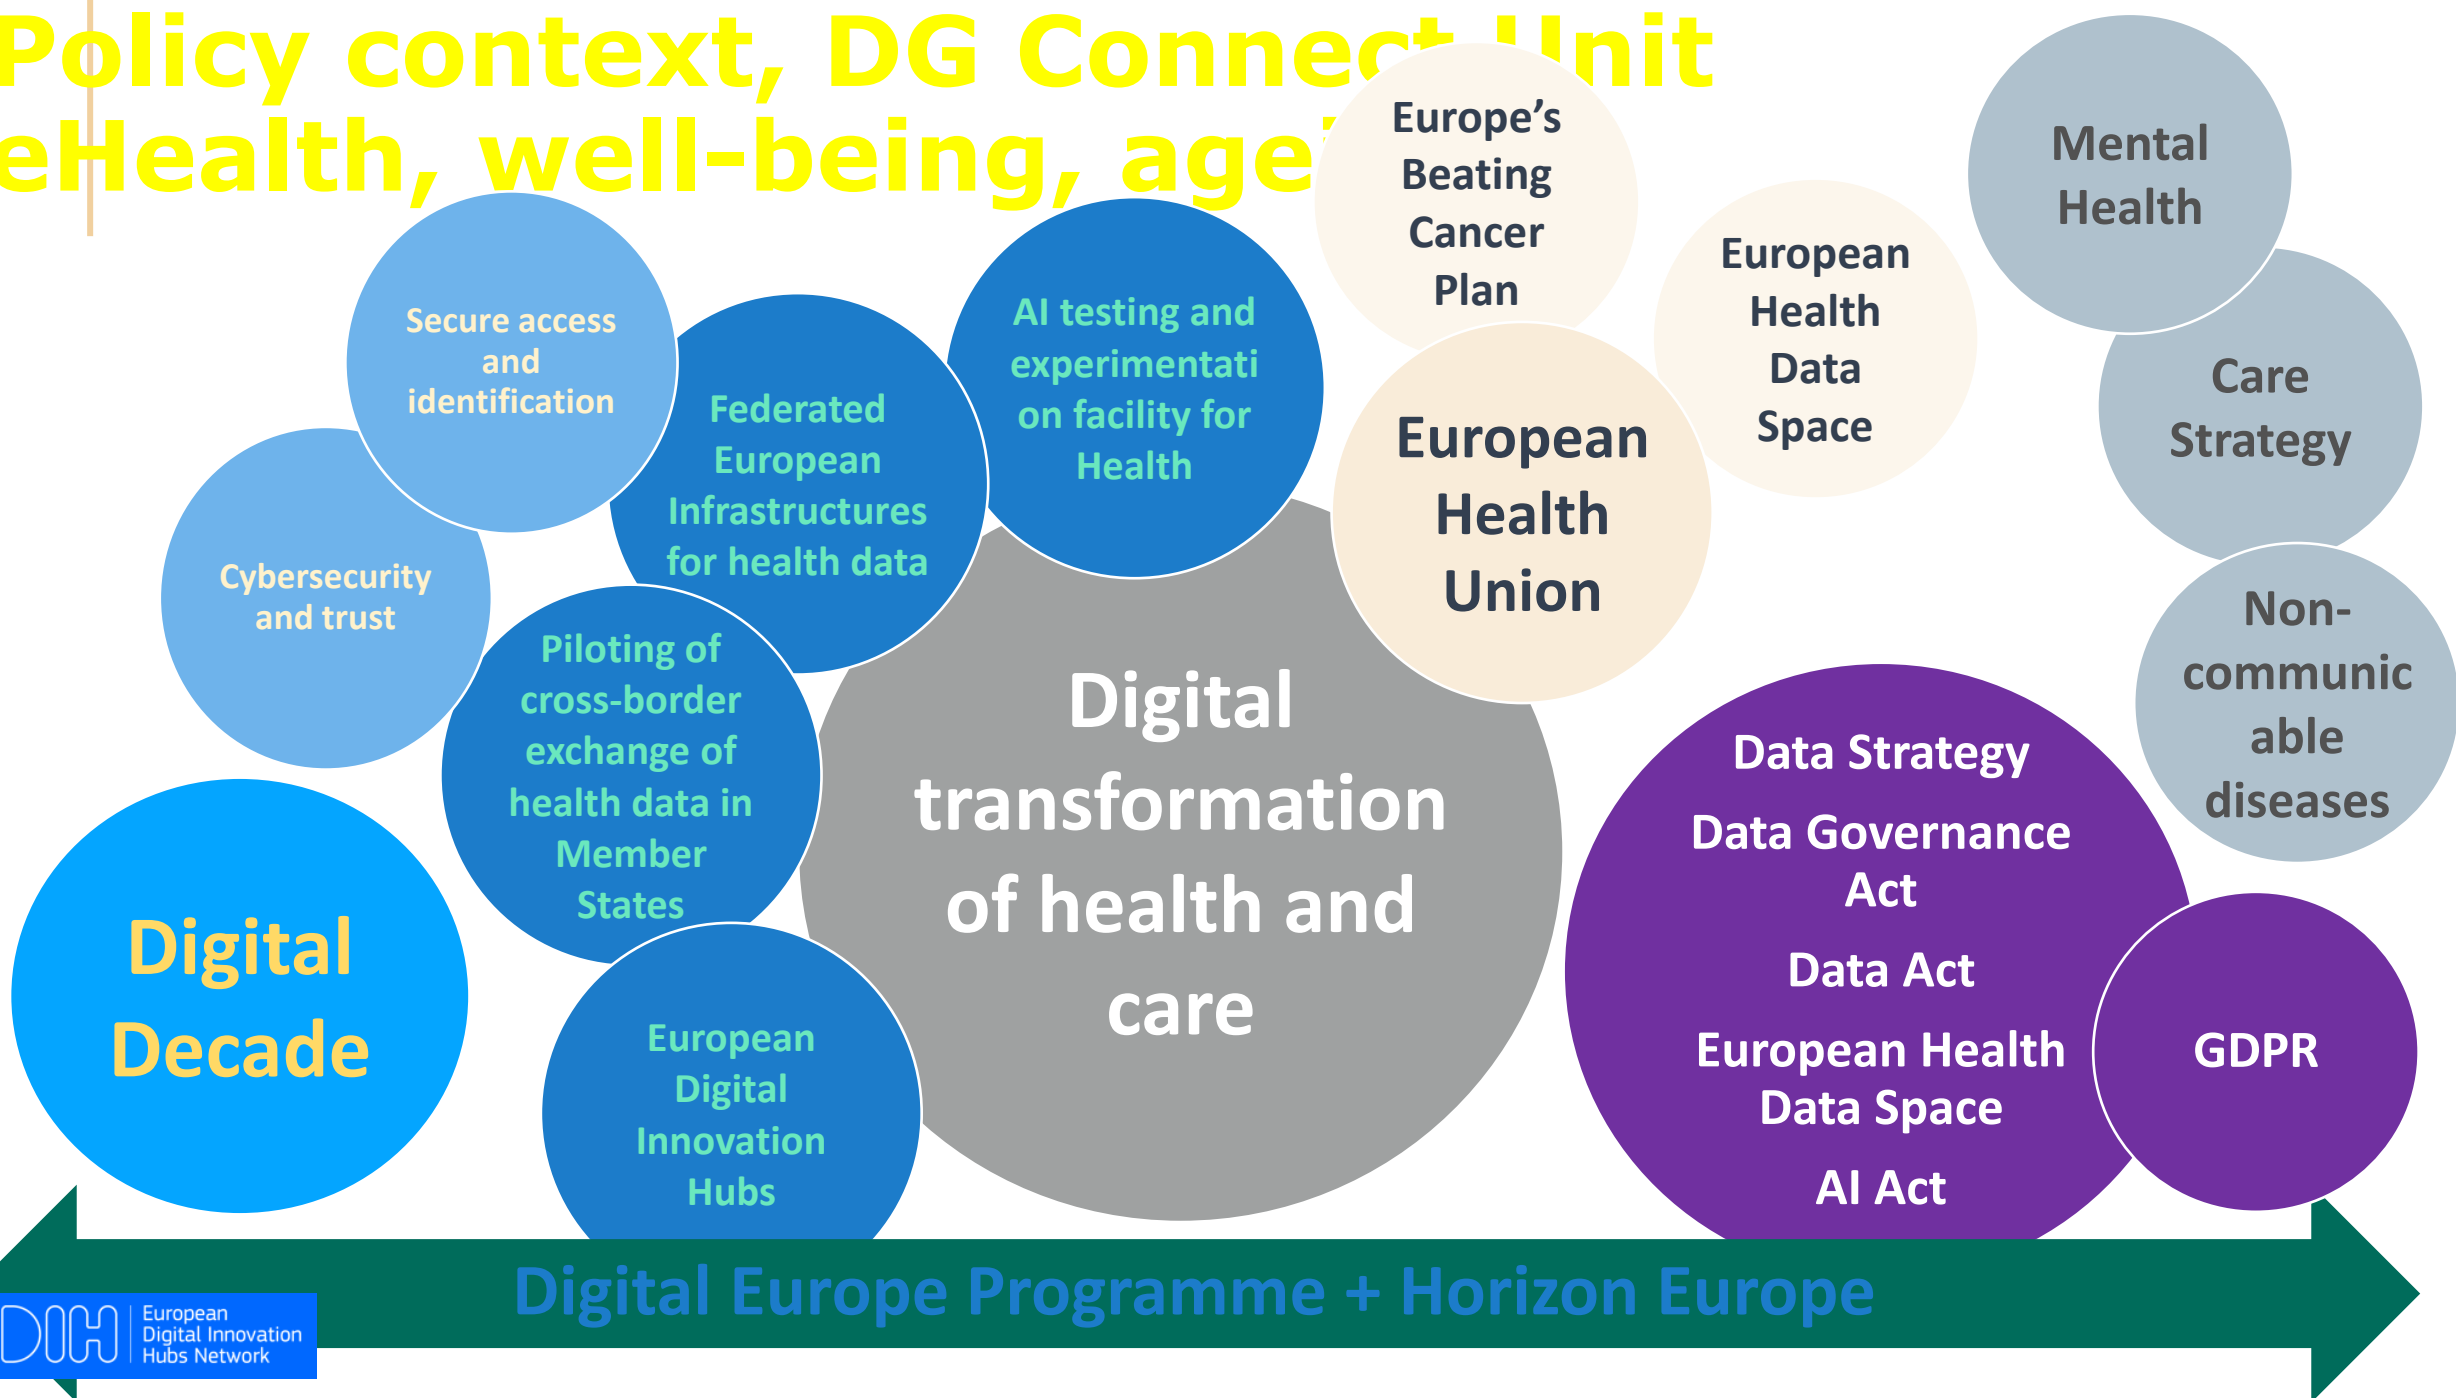 Policy context, DG Connect Unit
eHealth, well-being, age
Europe's
Beating
Cancer
Plan
Mental
Health
European
Health
Data
Space
Secure access
and
identification
AI testing and
experimentati
on facility for
Health
Care
Strategy
Federated
European
Infrastructures
for health data
European
Health
Union
Cybersecurity
and trust
Non-
communic
able
diseases
Piloting of
cross-border
exchange of
health data in
Member
States
Digital
transformation
of health and
care
Data Strategy
Data Governance
Act
Data Act
European Health
Data Space
AI Act
GDPR
Digital
Decade
European
Digital
Innovation
Hubs
Digital Europe Programme + Horizon Europe
DIH
European
Digital Innovation
Hubs Network